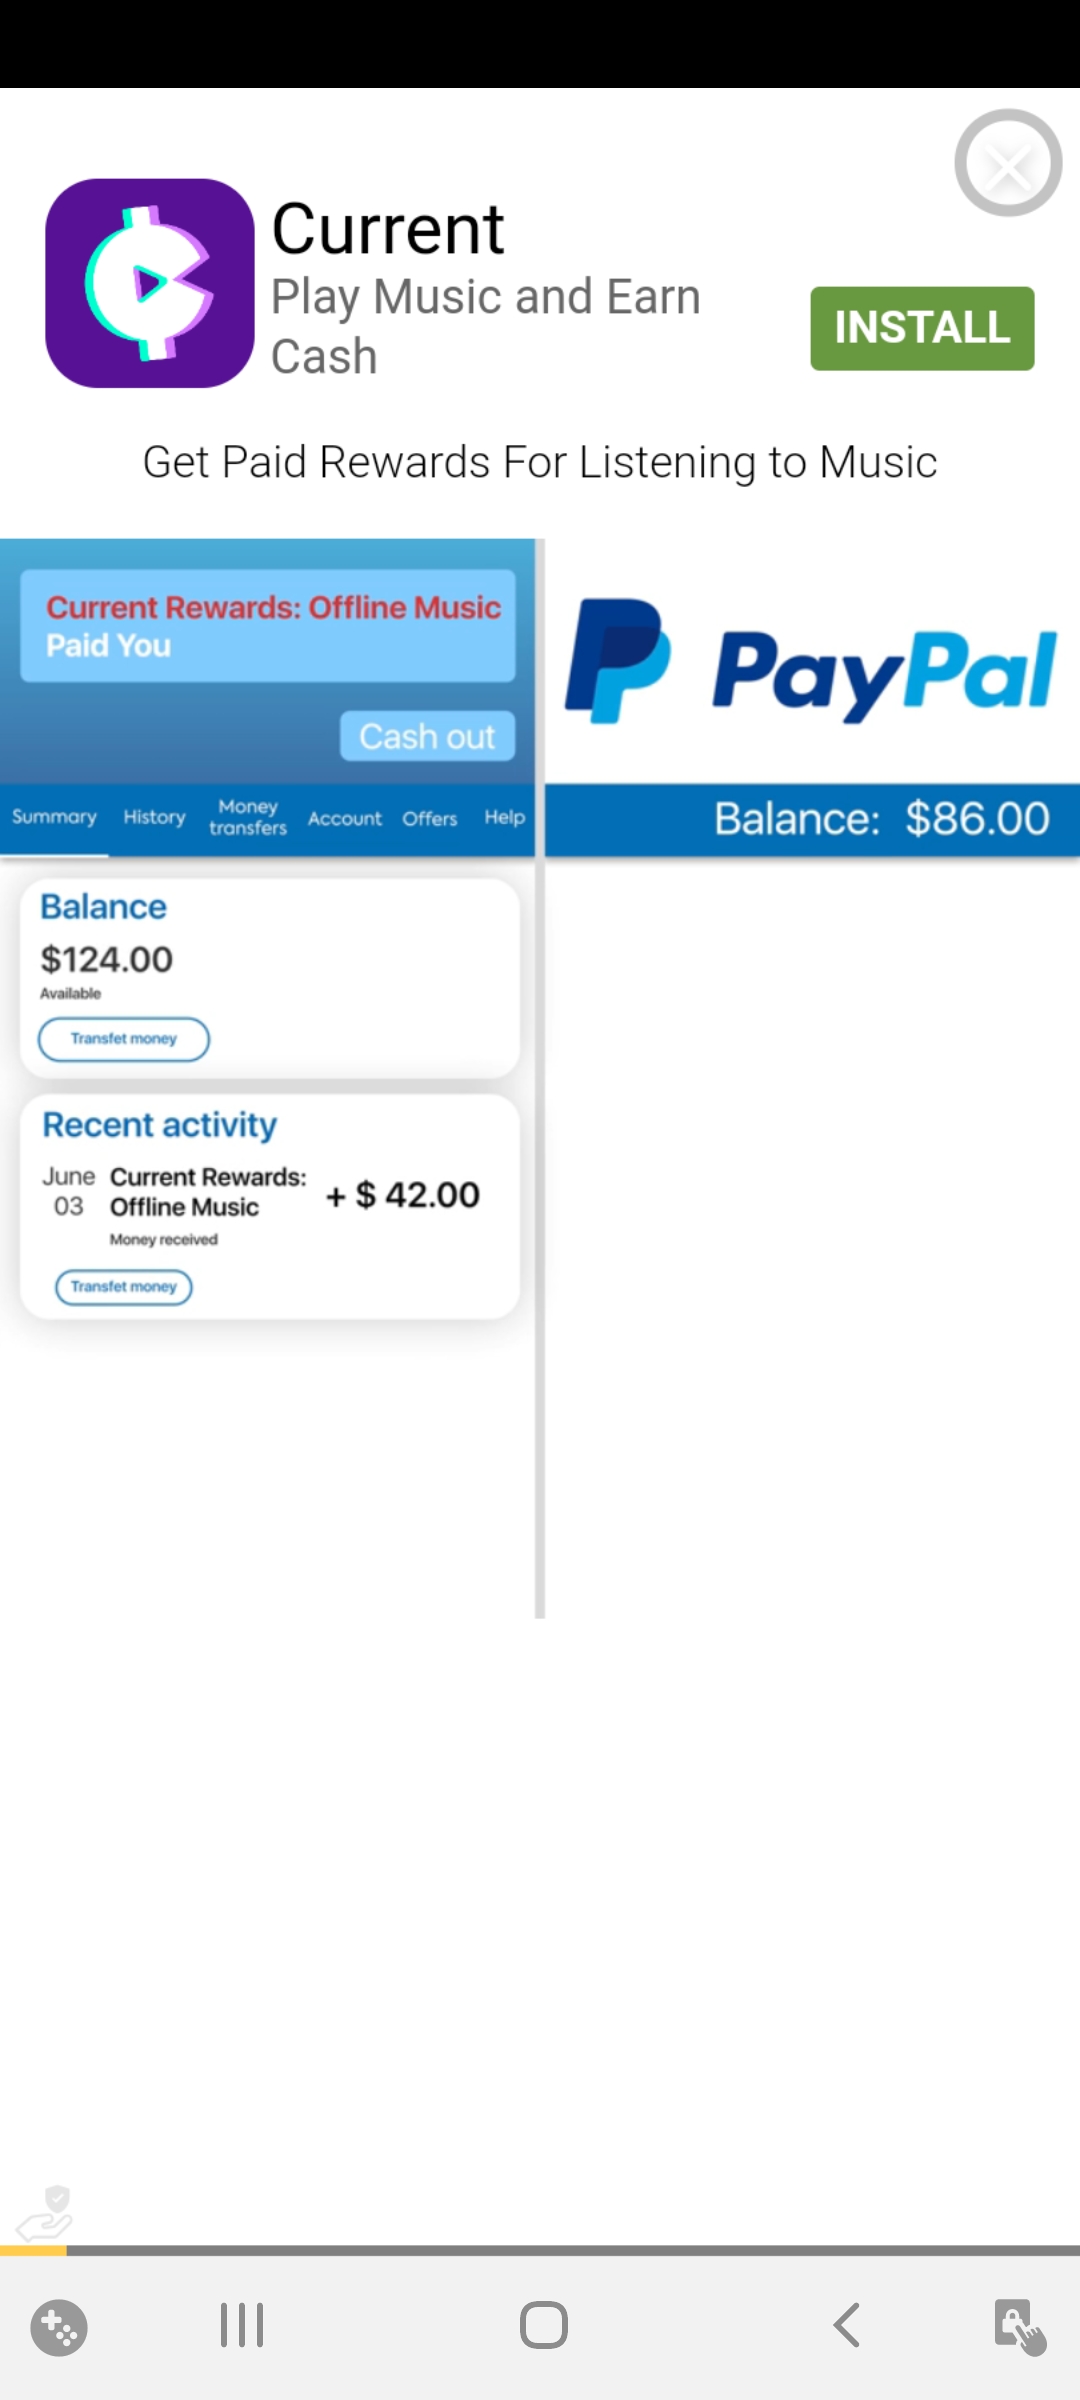 Current
Play Music and Earn
Cash
INSTALL
Get Paid Rewards For Listening to Music
Current Rewards: Offline Music
Paid You
Cash out
Summary History Money transfers Account Offers Help
Balance
$124.00
Available
Transfet money
Recent activity
June 03
Current Rewards:
Offline Music
+ $ 42.00
Money received
Transfet money
PayPal
Balance: $86.00